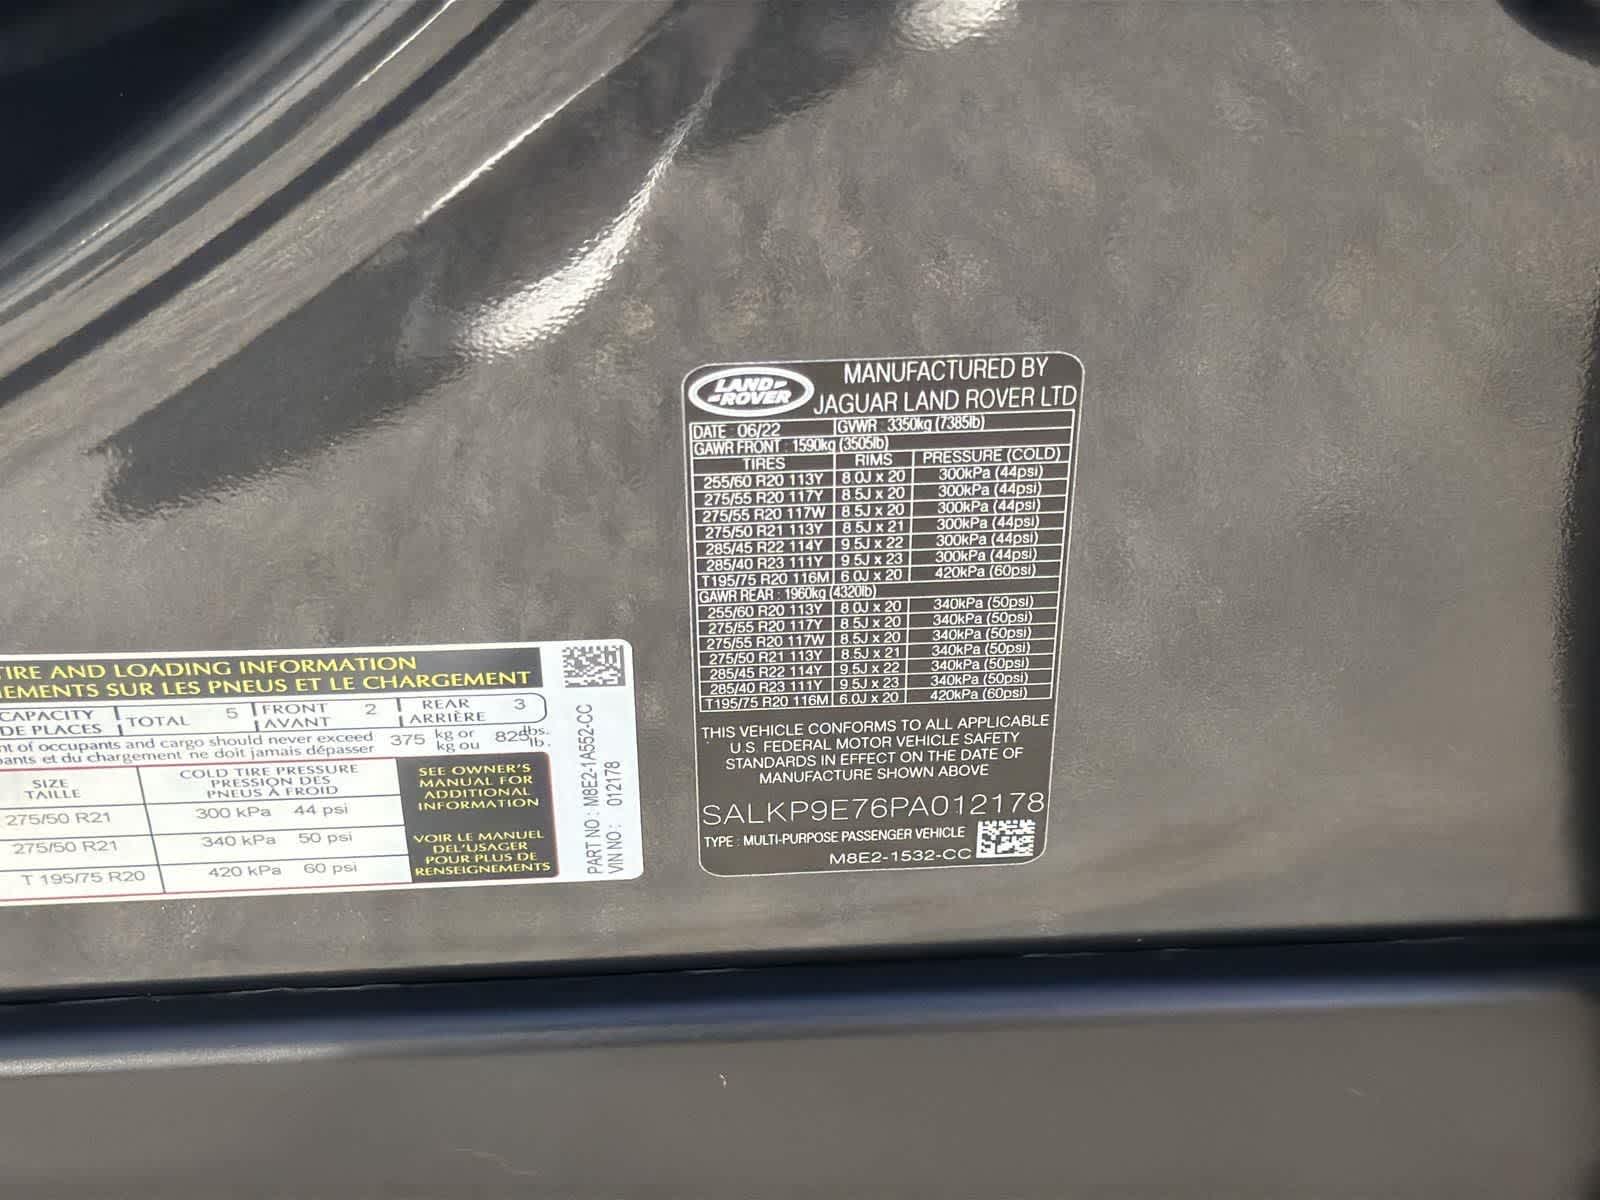 TIRE AND LOADING INFORMATION
NEMENTS SUR LES PNEUS ET LE CHARGEMENT
CAPACITY
DE PLACES
TOTAL 5
FRONT
AVANT 2
REAR
ARRIÈRE 3
nt of occupants and cargo should never exceed
pants et du chargement ne doit jamais dépasser
375 kg or
kg ou
825 lbs.
lb.
SIZE
TAILLE
COLD TIRE PRESSURE
PRESSION DES
PNEUS À FROID
275/50 R21 300 kPa 44 psi
275/50 R21 340 kPa 50 psi
T 195/75 R20 420 kPa 60 psi
SEE OWNER'S
MANUAL FOR
ADDITIONAL
INFORMATION
VOIR LE MANUEL
DEL'USAGER
POUR PLUS DE
RENSEIGNEMENTS
PART NO: M8E2-1A552-CC
VIN NO: 012178
LAND
ROVER
MANUFACTURED BY
JAGUAR LAND ROVER LTD
DATE : 06/22 GVWR : 3350kg (7385lb)
GAWR FRONT : 1590kg (3505lb)
TIRES RIMS PRESSURE (COLD)
255/60 R20 113Y 8.0J x 20 300kPa (44psi)
275/55 R20 117Y 8.5J x 20 300kPa (44psi)
275/55 R20 117W 8.5J x 20 300kPa (44psi)
275/50 R21 113Y 8.5J x 21 300kPa (44psi)
285/45 R22 114Y 9.5J x 22 300kPa (44psi)
285/40 R23 111Y 9.5J x 23 300kPa (44psi)
T195/75 R20 116M 6.0J x 20 420kPa (60psi)
GAWR REAR : 1960kg (4320lb)
255/60 R20 113Y 8.0J x 20 340kPa (50psi)
275/55 R20 117Y 8.5J x 20 340kPa (50psi)
275/55 R20 117W 8.5J x 20 340kPa (50psi)
275/50 R21 113Y 8.5J x 21 340kPa (50psi)
285/45 R22 114Y 9.5J x 22 340kPa (50psi)
285/40 R23 111Y 9.5J x 23 340kPa (50psi)
T195/75 R20 116M 6.0J x 20 420kPa (60psi)
THIS VEHICLE CONFORMS TO ALL APPLICABLE
U.S. FEDERAL MOTOR VEHICLE SAFETY
STANDARDS IN EFFECT ON THE DATE OF
MANUFACTURE SHOWN ABOVE
SALKP9E76PA012178
TYPE : MULTI-PURPOSE PASSENGER VEHICLE
M8E2-1532-CC